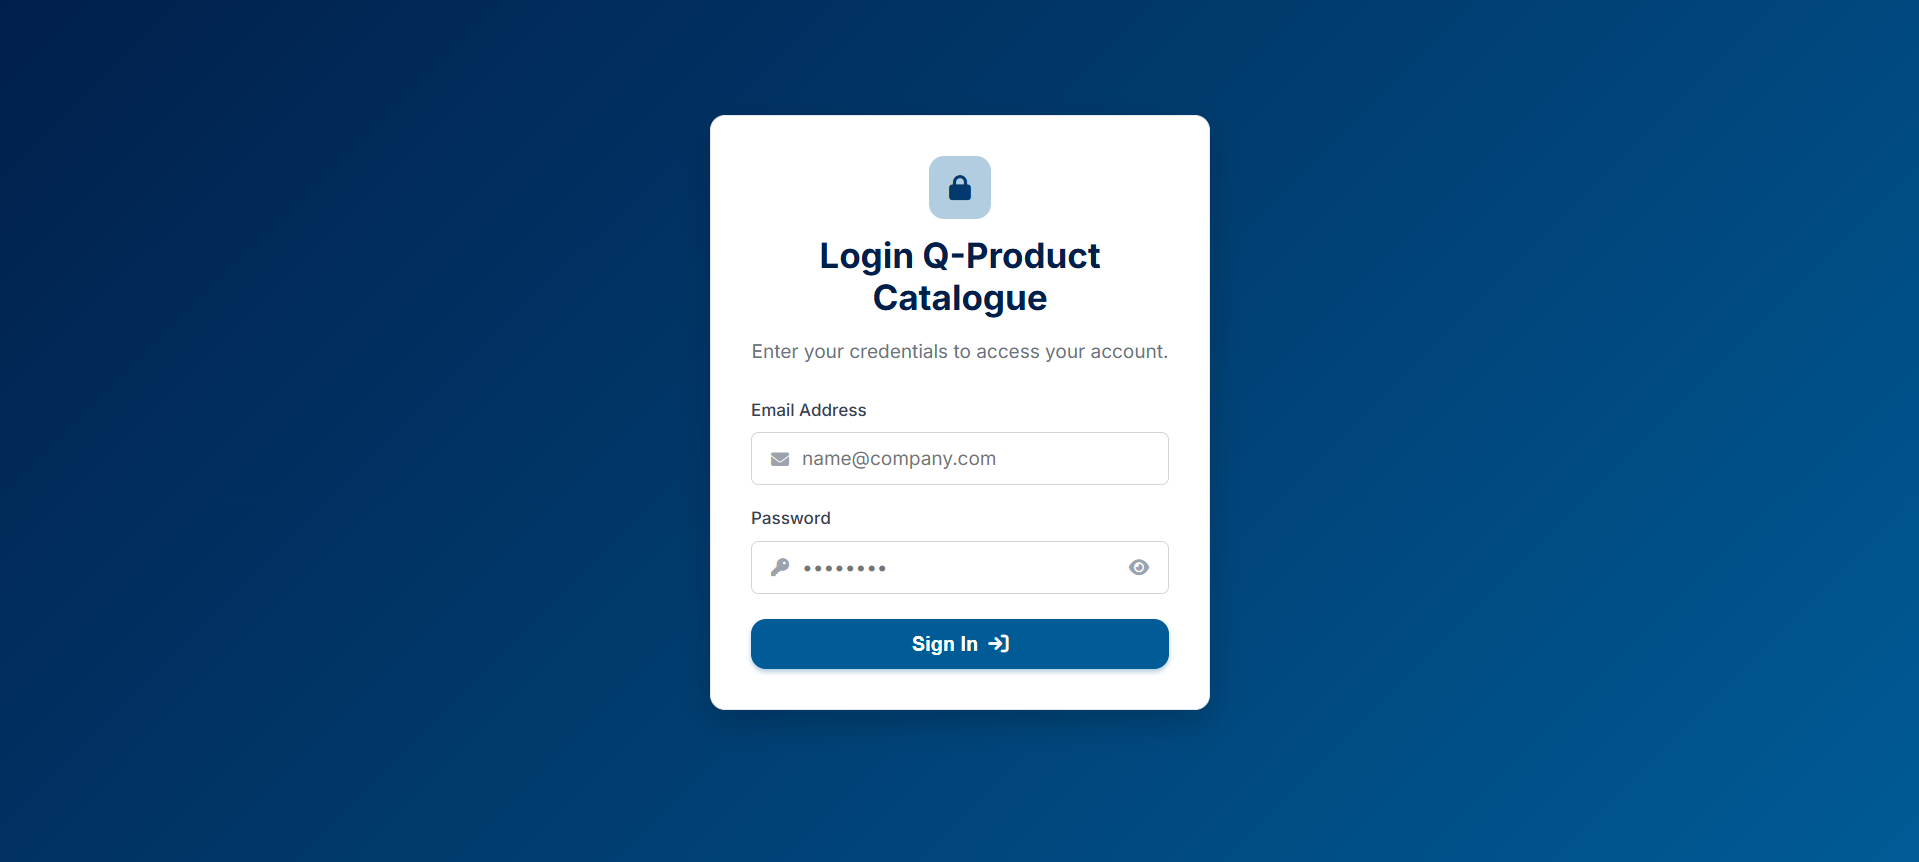 Login Q-Product
Catalogue
Enter your credentials to access your account.
Email Address
name@company.com
Password
••••••••
Sign In